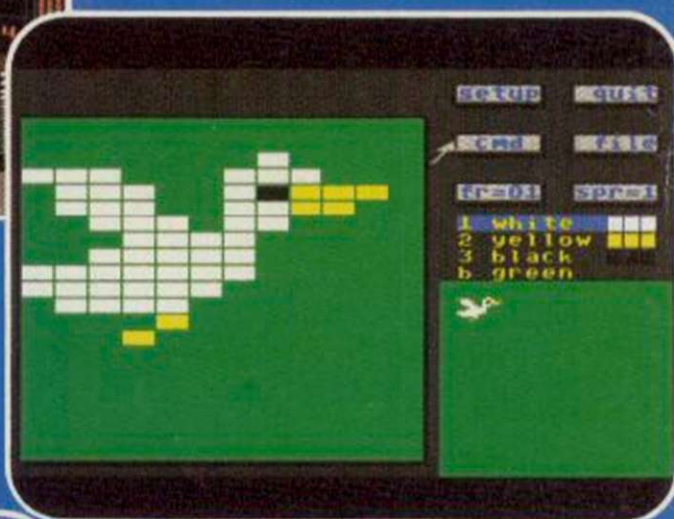 setup quit
cmd file
fr=01 spr=1
1 white
2 yellow
3 black
b green